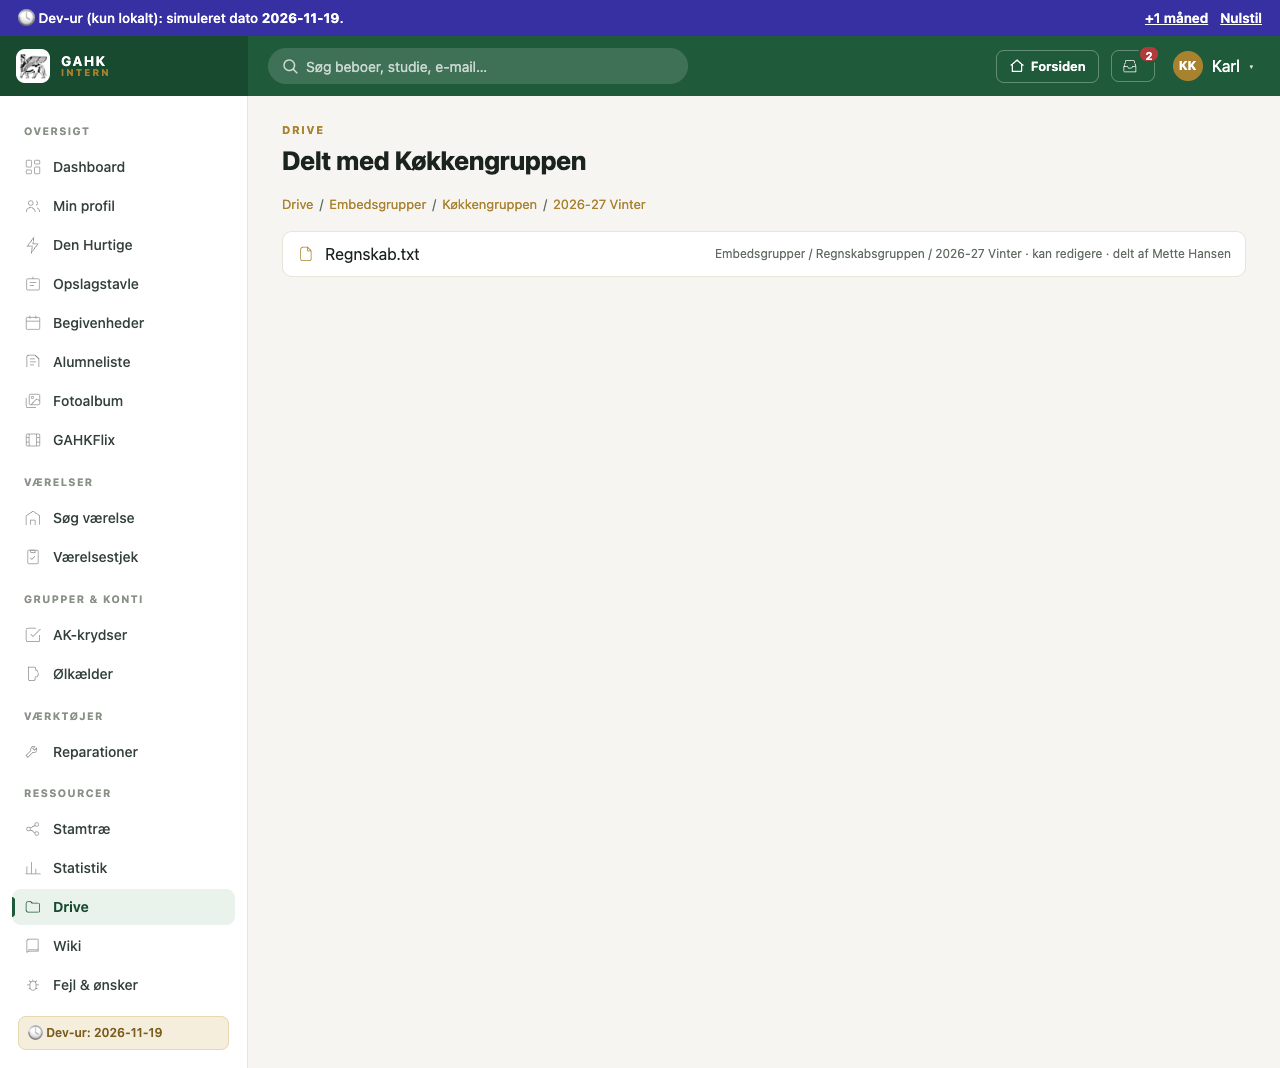 Dev-ur (kun lokalt): simuleret dato 2026-11-19.
+1 måned Nulstil
GAHK
INTERN
Søg beboer, studie, e-mail...
Forsiden
2
KK
Karl
OVERSIGT
Dashboard
Min profil
Den Hurtige
Opslagstavle
Begivenheder
Alumneliste
Fotoalbum
GAHKFlix
VÆRELSER
Søg værelse
Værelsestjek
GRUPPER & KONTI
AK-krydser
Ølkælder
VÆRKTØJER
Reparationer
RESSOURCER
Stamtræ
Statistik
Drive
Wiki
Fejl & ønsker
Dev-ur: 2026-11-19
DRIVE
Delt med Køkkengruppen
Drive / Embedsgrupper / Køkkengruppen / 2026-27 Vinter
Regnskab.txt
Embedsgrupper / Regnskabsgruppen / 2026-27 Vinter · kan redigere · delt af Mette Hansen